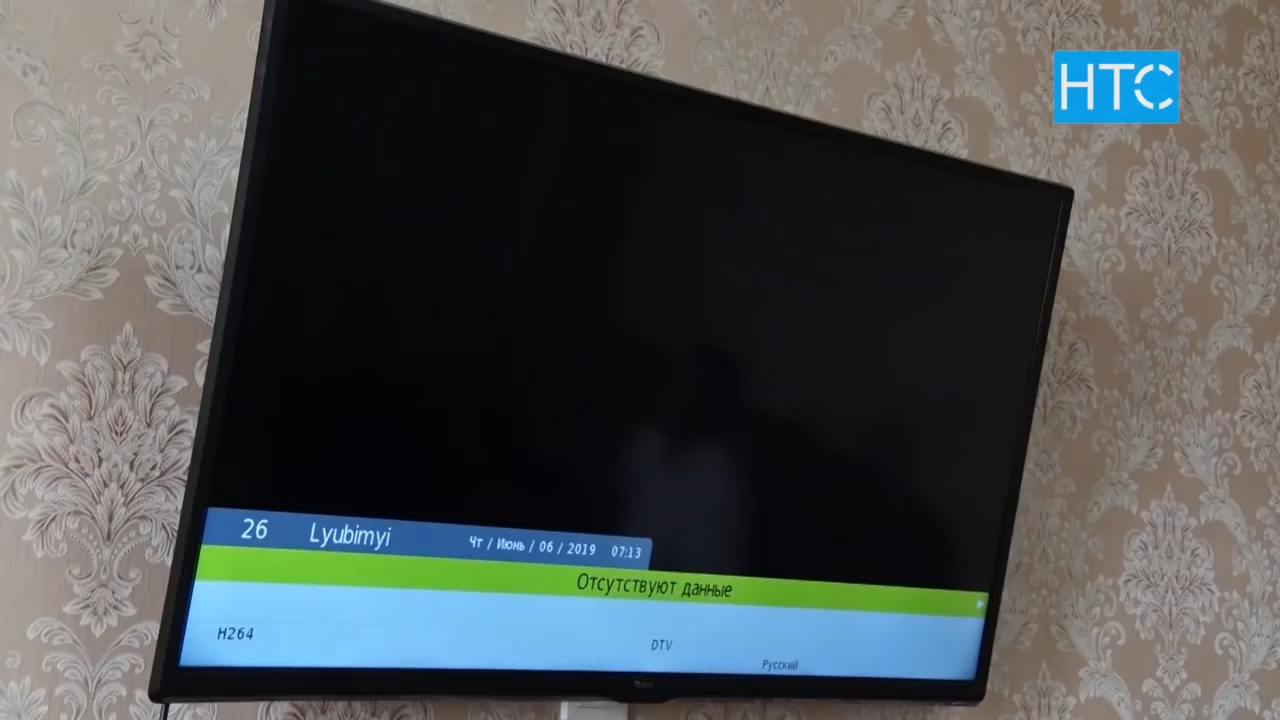 НТС
26 Lyubimyi Чт / Июнь / 06 / 2019 07:13
Отсутствуют данные
H264
DTV
Русский